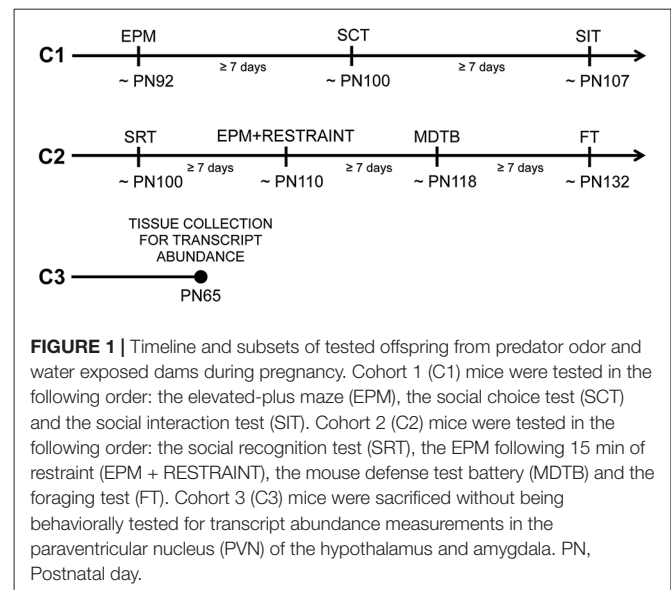 EPM SCT SIT
C1 ≥ 7 days ≥ 7 days
~ PN92 ~ PN100 ~ PN107
SRT EPM+RESTRAINT MDTB FT
C2 ≥ 7 days ≥ 7 days ≥ 7 days
~ PN100 ~ PN110 ~ PN118 ~ PN132
TISSUE COLLECTION
FOR TRANSCRIPT
ABUNDANCE
C3
PN65
FIGURE 1 | Timeline and subsets of tested offspring from predator odor and
water exposed dams during pregnancy. Cohort 1 (C1) mice were tested in the
following order: the elevated-plus maze (EPM), the social choice test (SCT)
and the social interaction test (SIT). Cohort 2 (C2) mice were tested in the
following order: the social recognition test (SRT), the EPM following 15 min of
restraint (EPM + RESTRAINT), the mouse defense test battery (MDTB) and the
foraging test (FT). Cohort 3 (C3) mice were sacrificed without being
behaviorally tested for transcript abundance measurements in the
paraventricular nucleus (PVN) of the hypothalamus and amygdala. PN,
Postnatal day.